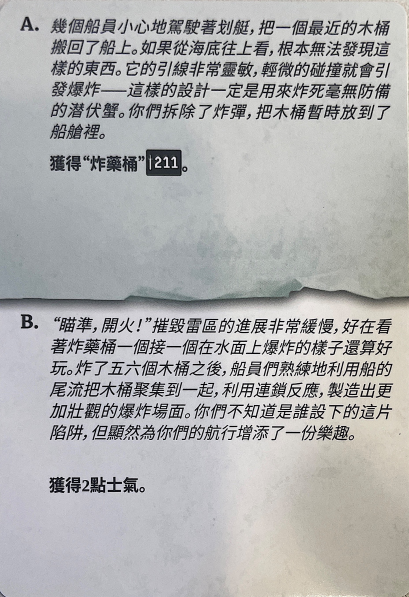 A. 幾個船員小心地駕駛著划艇，把一個最近的木桶
搬回了船上。如果從海底往上看，根本無法發現這
樣的東西。它的引線非常靈敏，輕微的碰撞就會引
發爆炸——這樣的設計一定是用來炸死毫無防備
的潛伏蟹。你們拆除了炸彈，把木桶暫時放到了
船艙裡。
獲得“炸藥桶”211。
B. “瞄準，開火！”摧毀雷區的進展非常緩慢，好在看
著炸藥桶一個接一個在水面上爆炸的樣子還算好
玩。炸了五六個木桶之後，船員們熟練地利用船的
尾流把木桶聚集到一起，利用連鎖反應，製造出更
加壯觀的爆炸場面。你們不知道是誰設下的這片
陷阱，但顯然為你們的航行增添了一份樂趣。
獲得2點士氣。